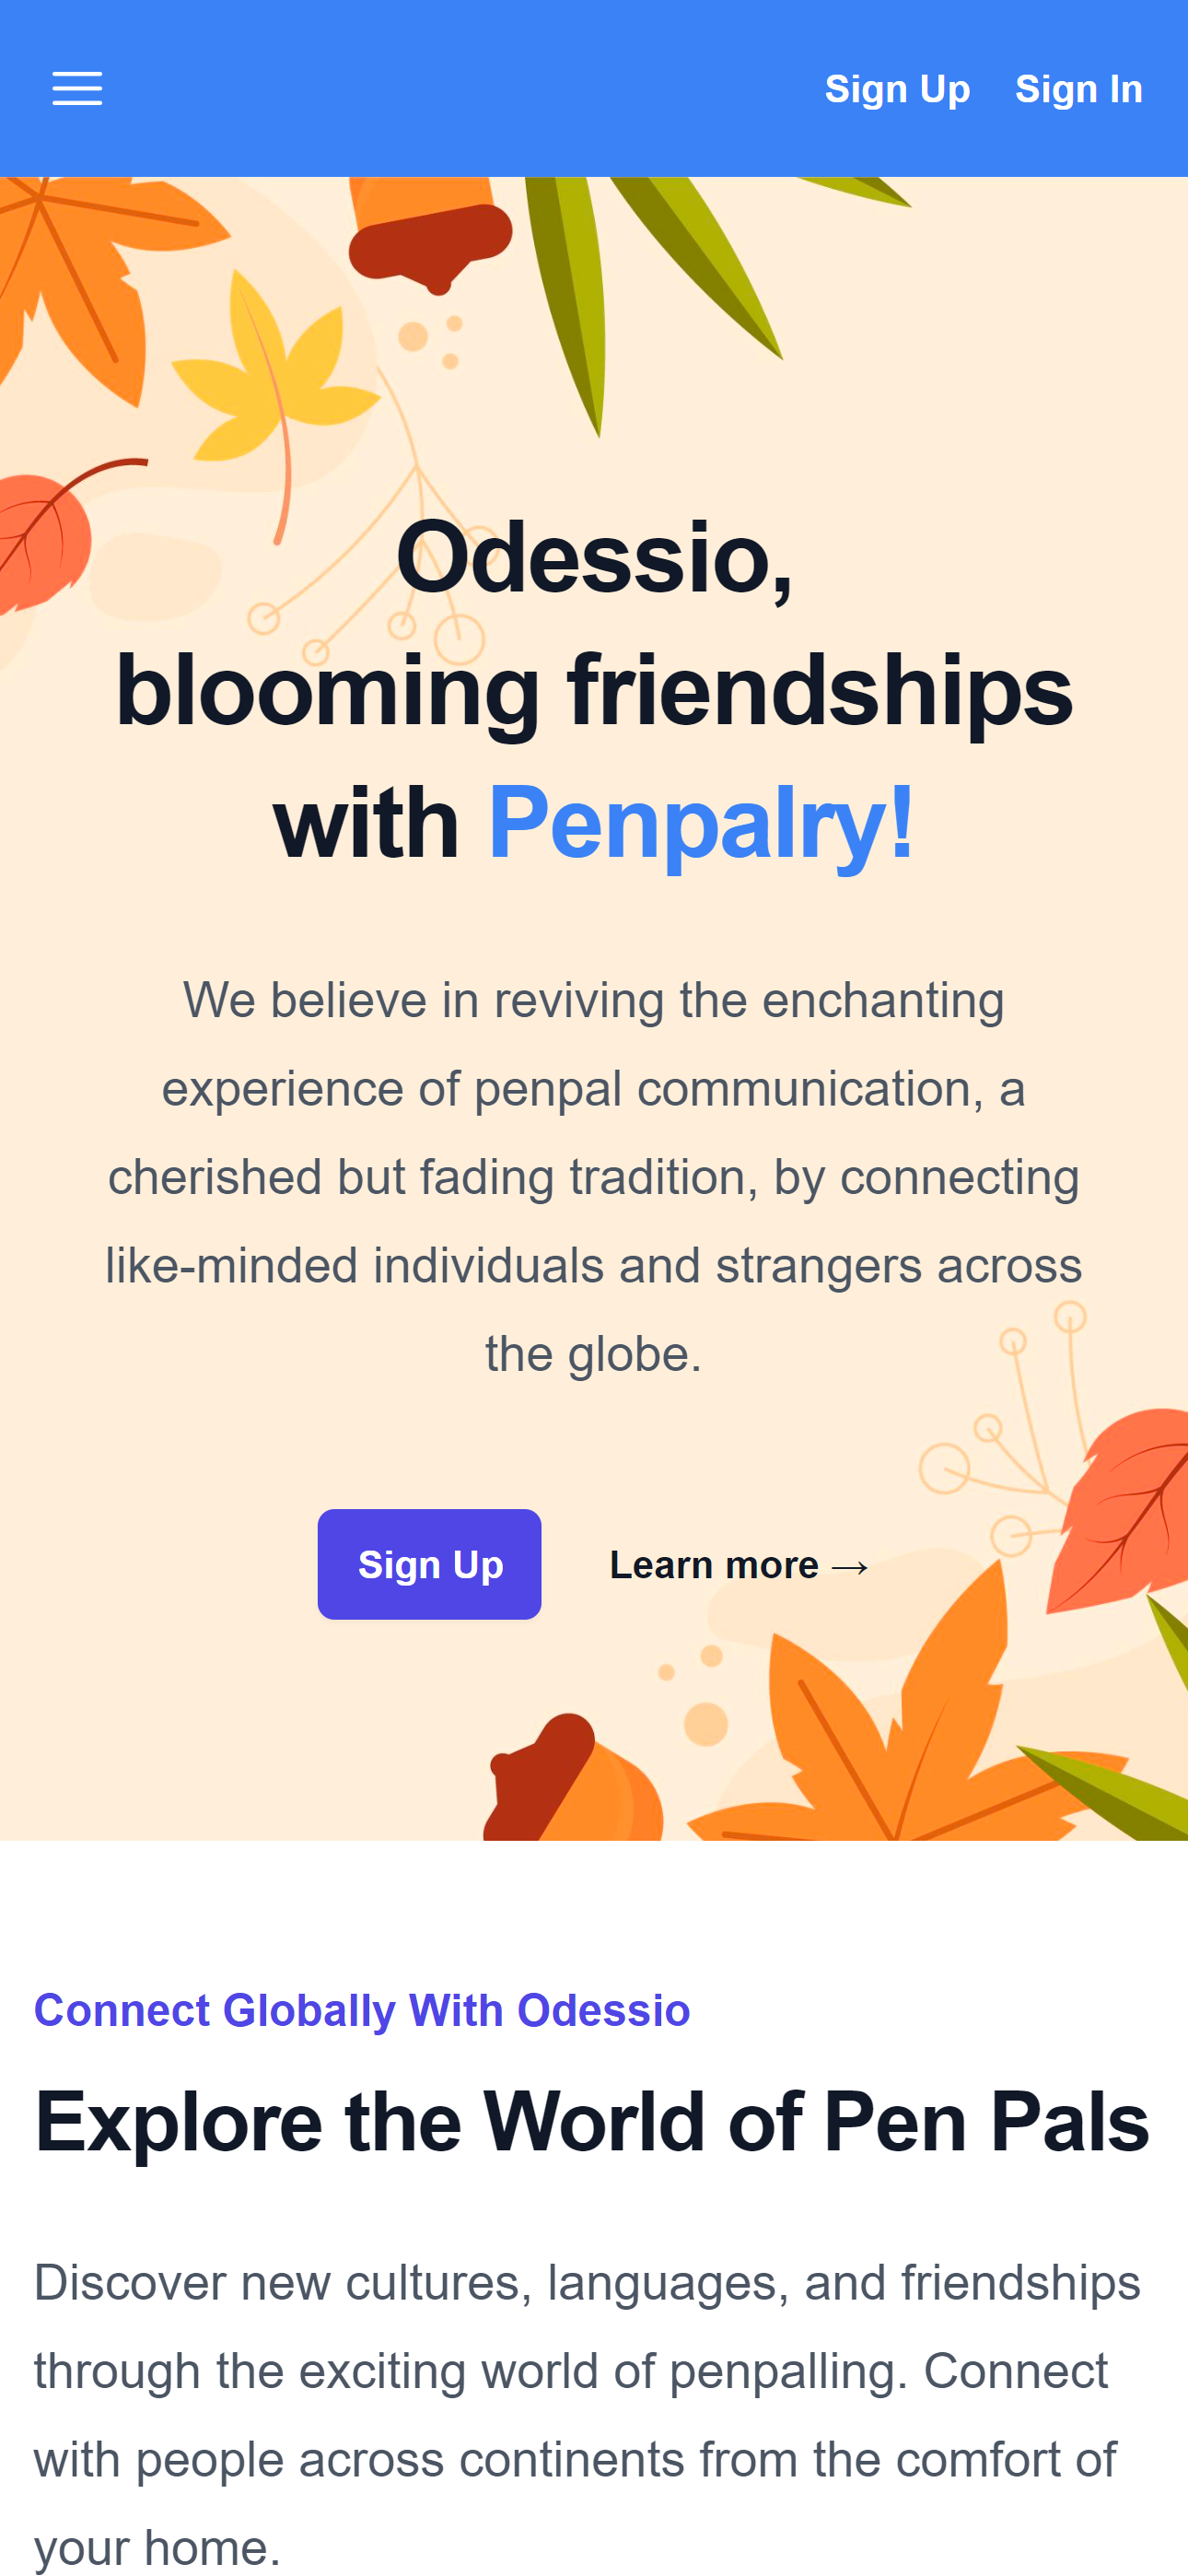 Sign Up Sign In
Odessio,
blooming friendships
with Penpalry!
We believe in reviving the enchanting
experience of penpal communication, a
cherished but fading tradition, by connecting
like-minded individuals and strangers across
the globe.
Sign Up Learn more →
Connect Globally With Odessio
Explore the World of Pen Pals
Discover new cultures, languages, and friendships
through the exciting world of penpalling. Connect
with people across continents from the comfort of
your home.